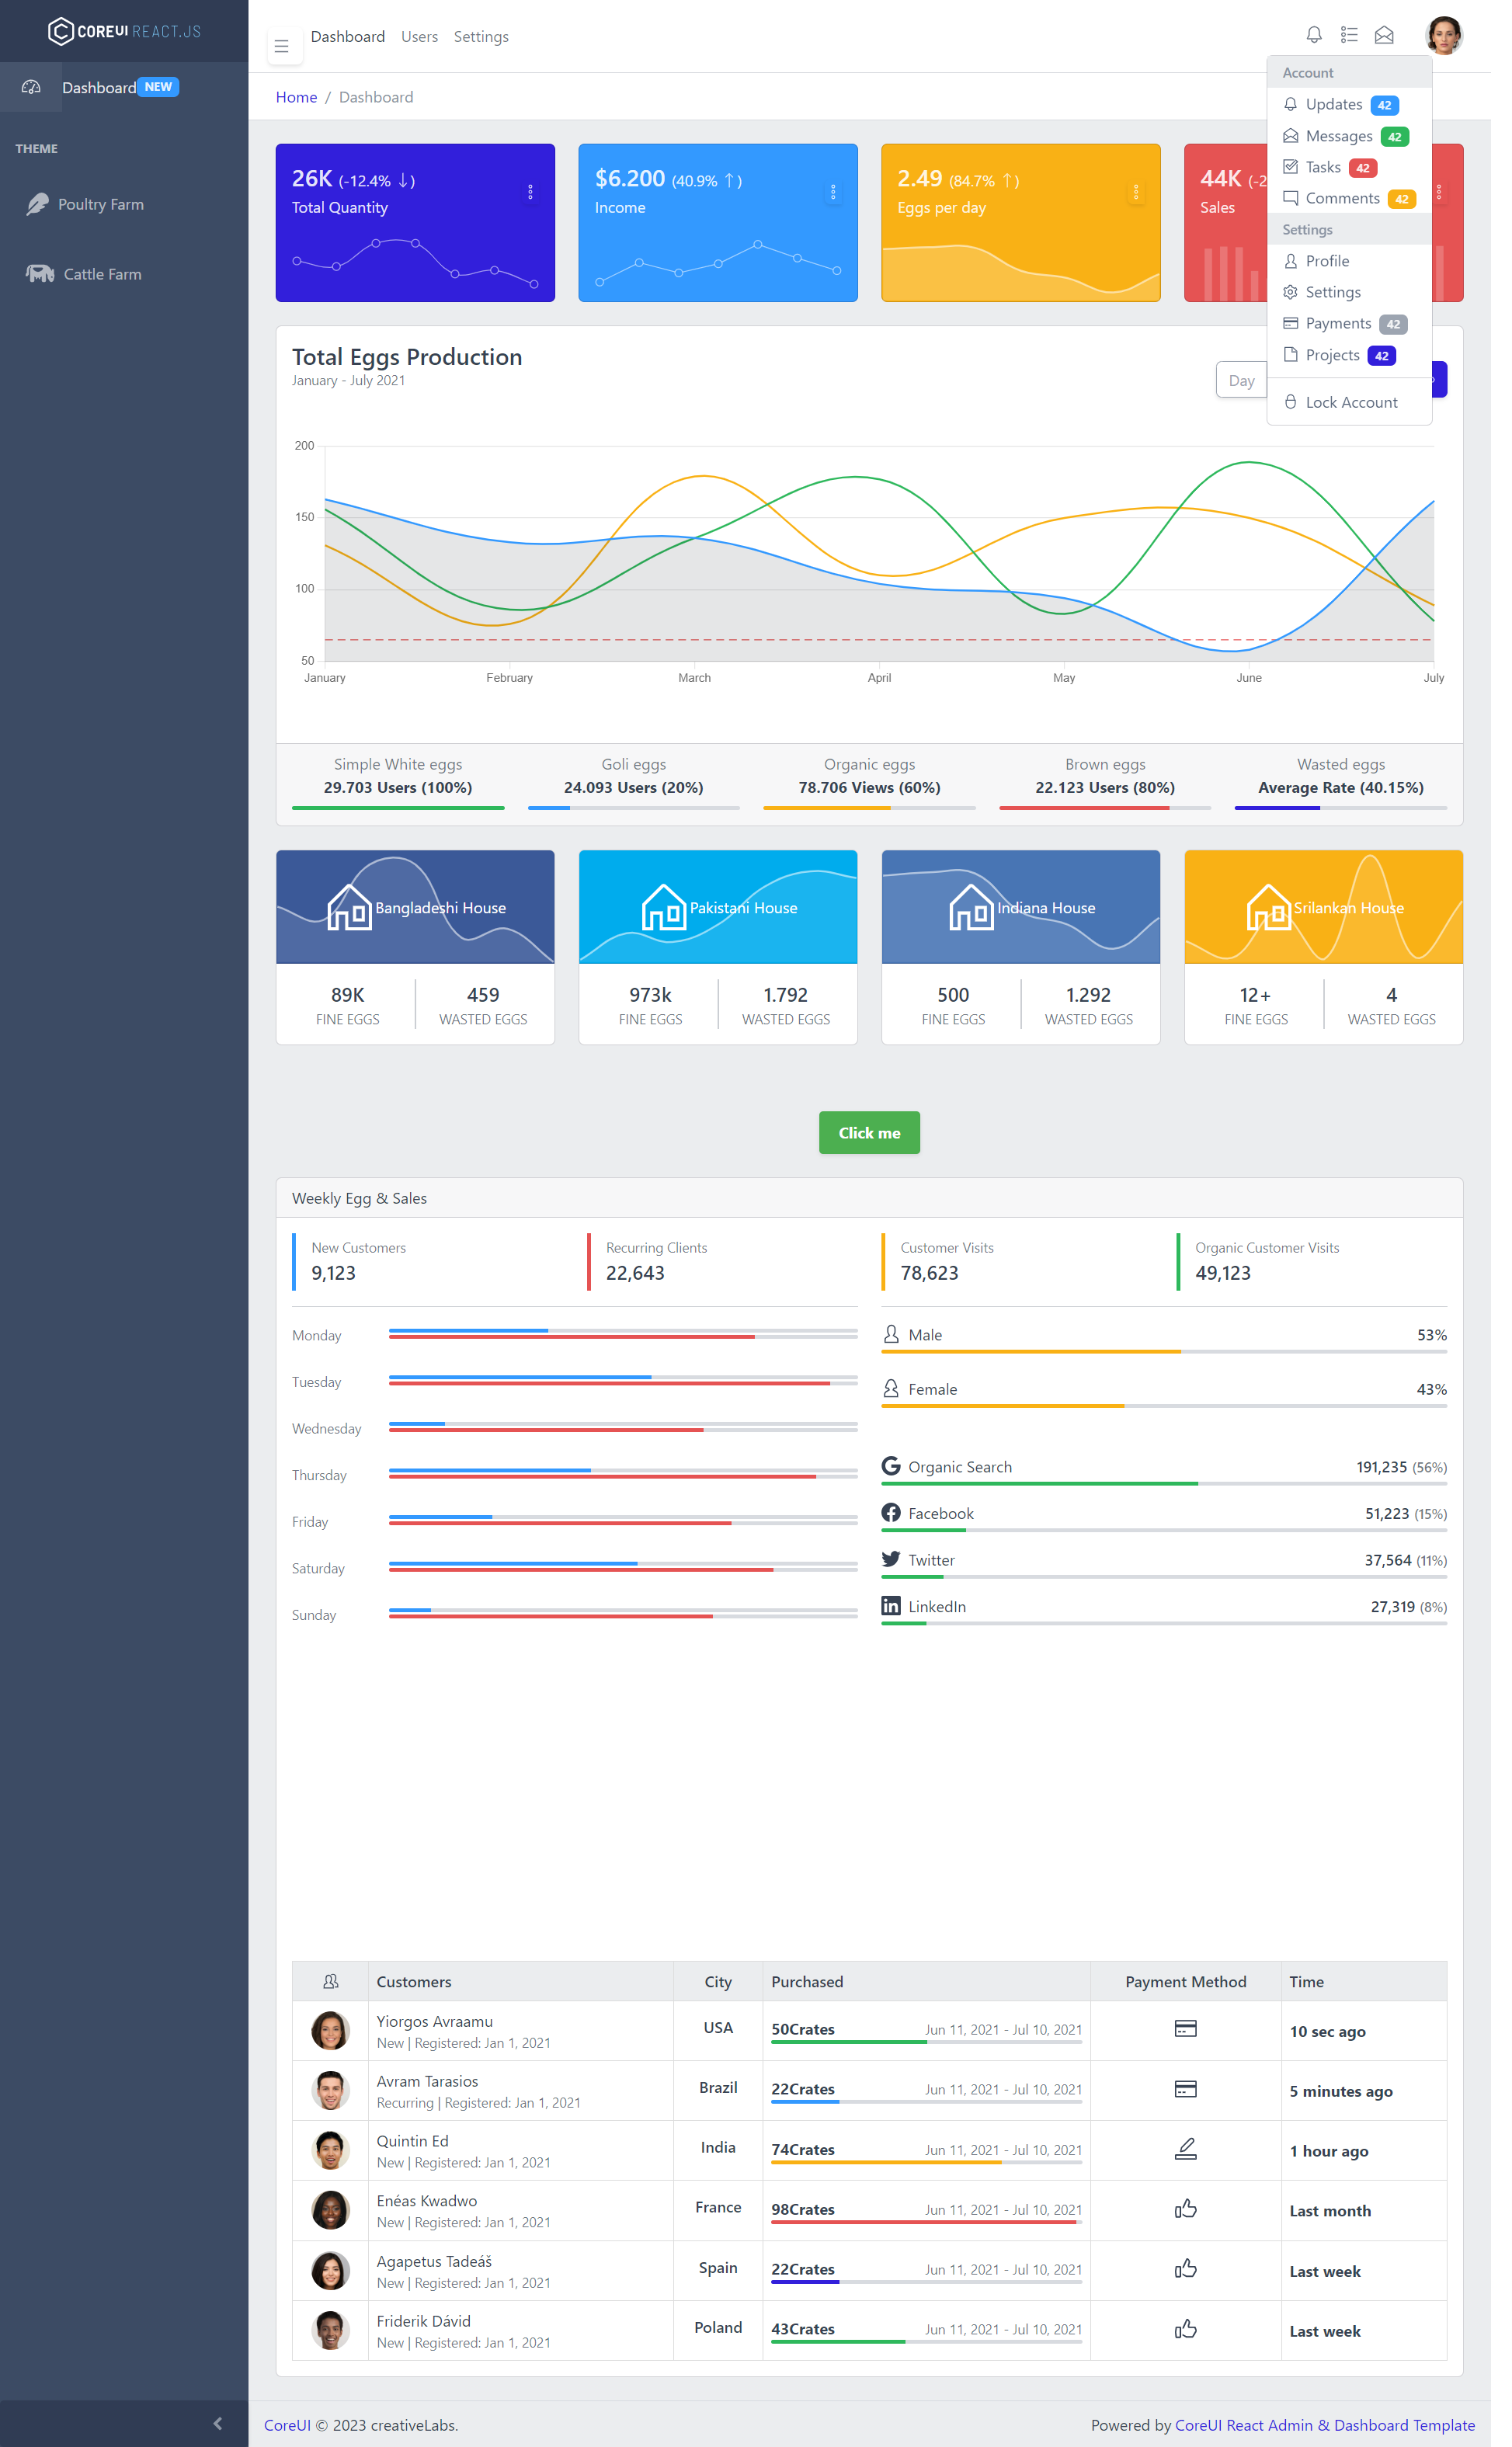 COREUI REACT.JS
Dashboard NEW
THEME
Poultry Farm
Cattle Farm
Dashboard Users Settings
Home / Dashboard
Account
Updates 42
Messages 42
Tasks 42
Comments 42
Settings
Profile
Settings
Payments 42
Projects 42
Lock Account
26K (-12.4% ↓)
Total Quantity
$6.200 (40.9% ↑)
Income
2.49 (84.7% ↑)
Eggs per day
44K (-2
Sales
Total Eggs Production
January - July 2021
Day
200
150
100
50
January February March April May June July
Simple White eggs
29.703 Users (100%)
Goli eggs
24.093 Users (20%)
Organic eggs
78.706 Views (60%)
Brown eggs
22.123 Users (80%)
Wasted eggs
Average Rate (40.15%)
Bangladeshi House
89K
FINE EGGS
459
WASTED EGGS
Pakistani House
973k
FINE EGGS
1.792
WASTED EGGS
Indiana House
500
FINE EGGS
1.292
WASTED EGGS
Srilankan House
12+
FINE EGGS
4
WASTED EGGS
Click me
Weekly Egg & Sales
New Customers
9,123
Recurring Clients
22,643
Customer Visits
78,623
Organic Customer Visits
49,123
Monday
Tuesday
Wednesday
Thursday
Friday
Saturday
Sunday
Male 53%
Female 43%
Organic Search 191,235 (56%)
Facebook 51,223 (15%)
Twitter 37,564 (11%)
LinkedIn 27,319 (8%)
Customers City Purchased Payment Method Time
Yiorgos Avraamu
New | Registered: Jan 1, 2021
USA
50Crates Jun 11, 2021 - Jul 10, 2021
10 sec ago
Avram Tarasios
Recurring | Registered: Jan 1, 2021
Brazil
22Crates Jun 11, 2021 - Jul 10, 2021
5 minutes ago
Quintin Ed
New | Registered: Jan 1, 2021
India
74Crates Jun 11, 2021 - Jul 10, 2021
1 hour ago
Enéas Kwadwo
New | Registered: Jan 1, 2021
France
98Crates Jun 11, 2021 - Jul 10, 2021
Last month
Agapetus Tadeáš
New | Registered: Jan 1, 2021
Spain
22Crates Jun 11, 2021 - Jul 10, 2021
Last week
Friderik Dávid
New | Registered: Jan 1, 2021
Poland
43Crates Jun 11, 2021 - Jul 10, 2021
Last week
CoreUI © 2023 creativeLabs.
Powered by CoreUI React Admin & Dashboard Template